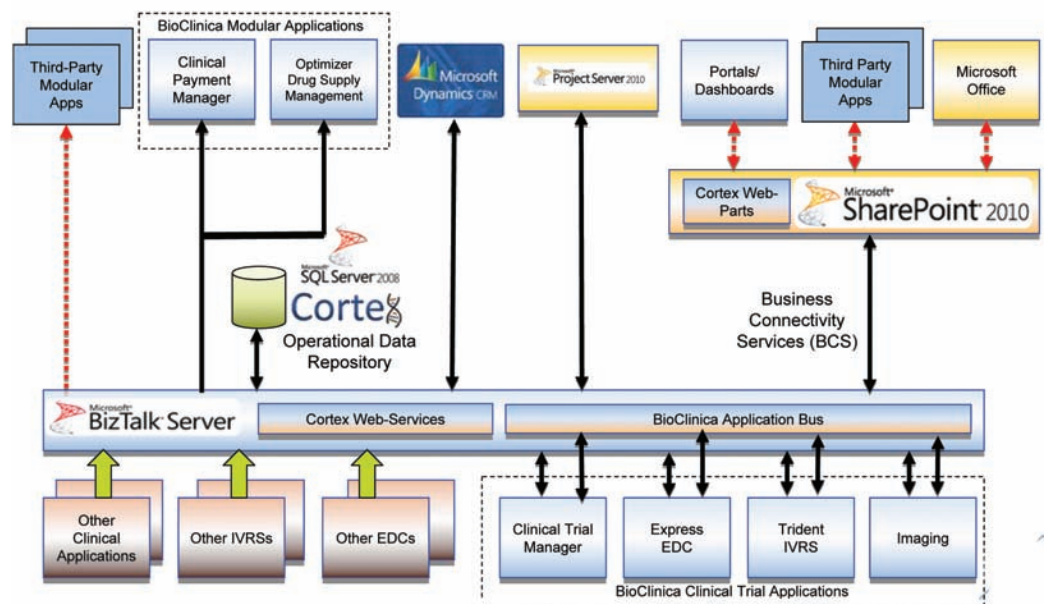 BioClinica Modular Applications
Third-Party
Modular
Apps
Clinical
Payment
Manager
Optimizer
Drug Supply
Management
Microsoft
Dynamics CRM
Microsoft®
Project Server 2010
Portals/
Dashboards
Third Party
Modular
Apps
Microsoft
Office
Cortex Web-
Parts
Microsoft®
SharePoint® 2010
Microsoft®
SQL Server 2008
Cortex
Operational Data
Repository
Business
Connectivity
Services (BCS)
Microsoft®
BizTalk Server
Cortex Web-Services
BioClinica Application Bus
Other
Clinical
Applications
Other IVRSs
Other EDCs
Clinical Trial
Manager
Express
EDC
Trident
IVRS
Imaging
BioClinica Clinical Trial Applications